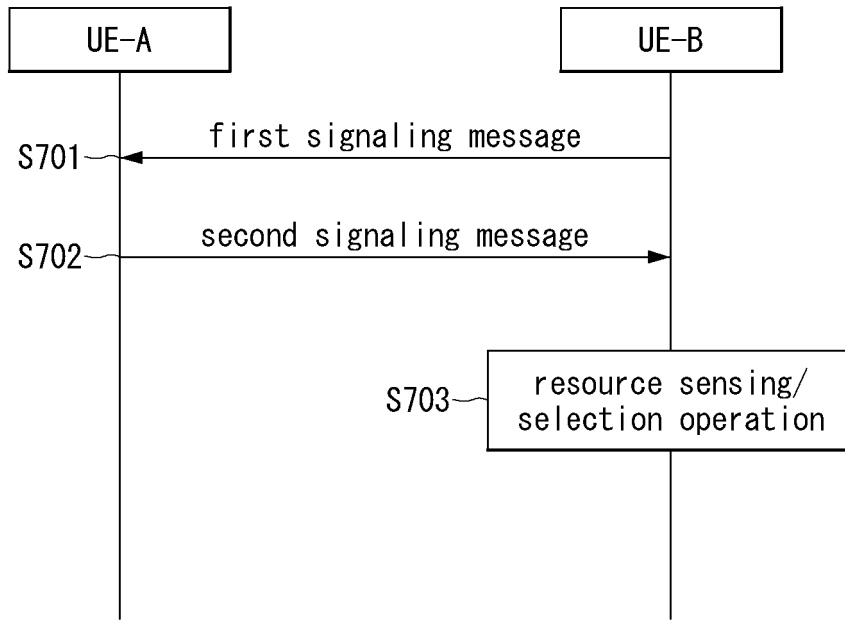 UE-A
UE-B
first signaling message
S701
second signaling message
S702
resource sensing/
S703
selection operation